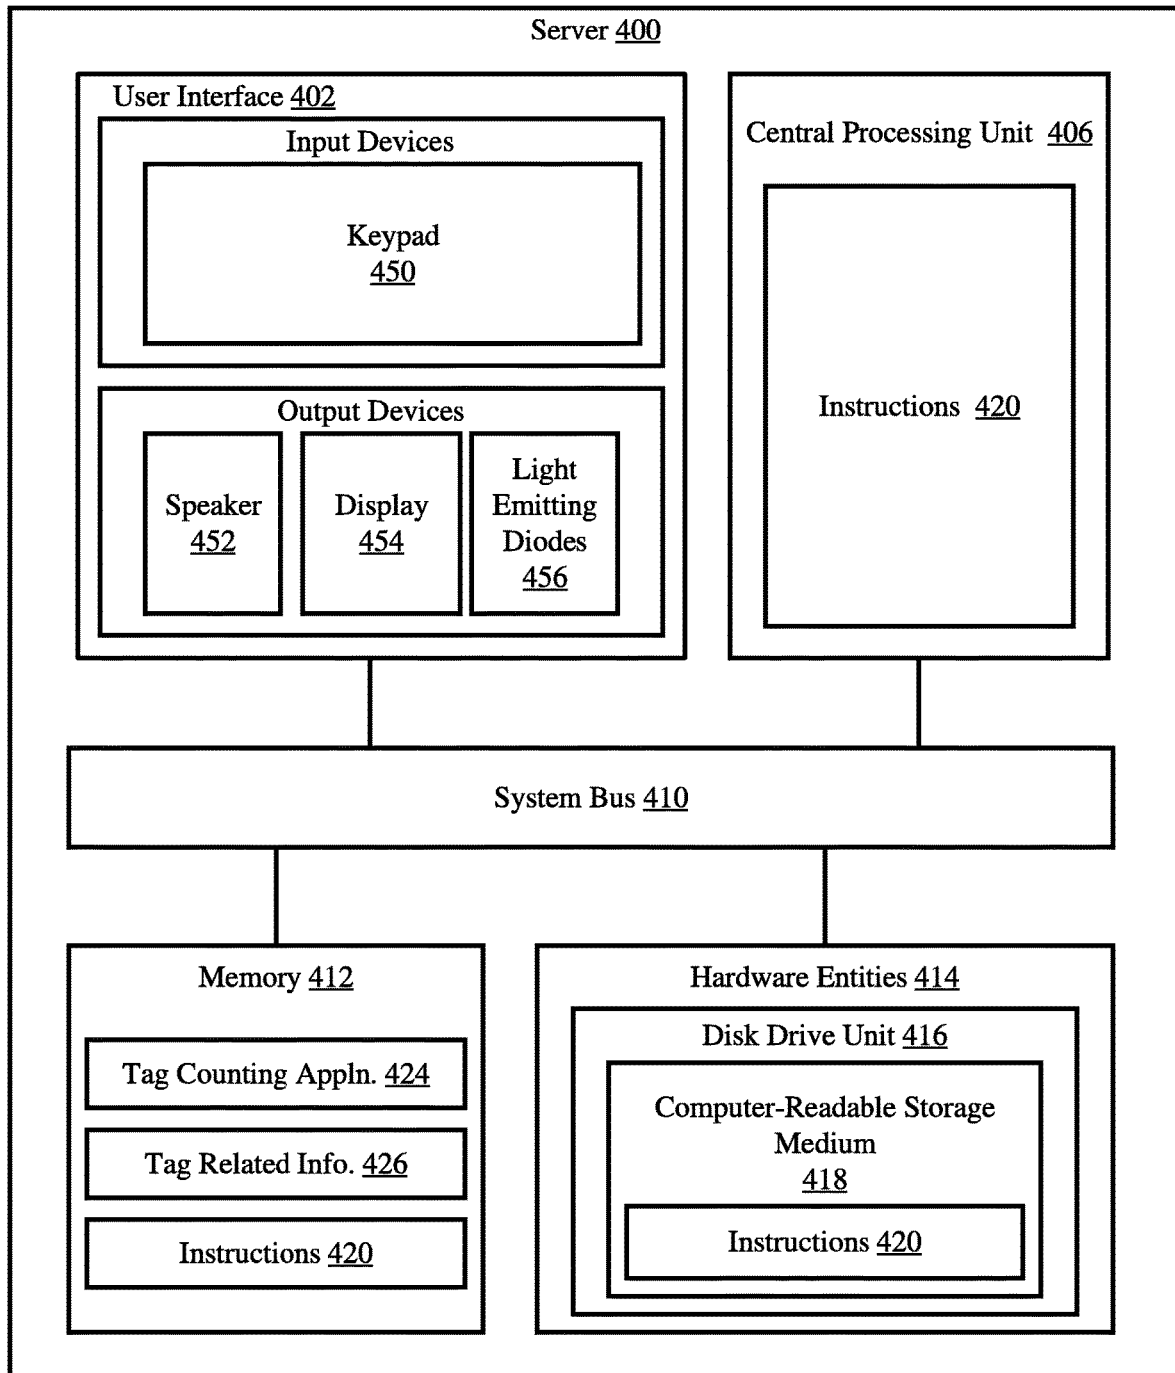 Server 400
User Interface 402
Input Devices
Keypad
450
Output Devices
Speaker
452
Display
454
Light
Emitting
Diodes
456
Central Processing Unit 406
Instructions 420
System Bus 410
Memory 412
Tag Counting Appln. 424
Tag Related Info. 426
Instructions 420
Hardware Entities 414
Disk Drive Unit 416
Computer-Readable Storage
Medium
418
Instructions 420